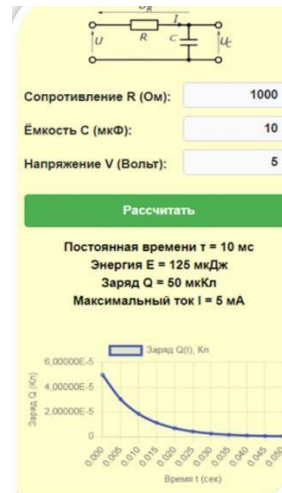 U_R
I
U
R
C
U_C
Сопротивление R (Ом):
1000
Ёмкость C (мкФ):
10
Напряжение V (Вольт):
5
Рассчитать
Постоянная времени τ = 10 мс
Энергия E = 125 мкДж
Заряд Q = 50 мкКл
Максимальный ток I = 5 мА
Заряд Q(t), Кл
Заряд Q (Кл)
6,00000E-5
4,00000E-5
2,00000E-5
0
0.000 0.005 0.010 0.015 0.020 0.025 0.030 0.035 0.040 0.045 0.050
Время t (сек)